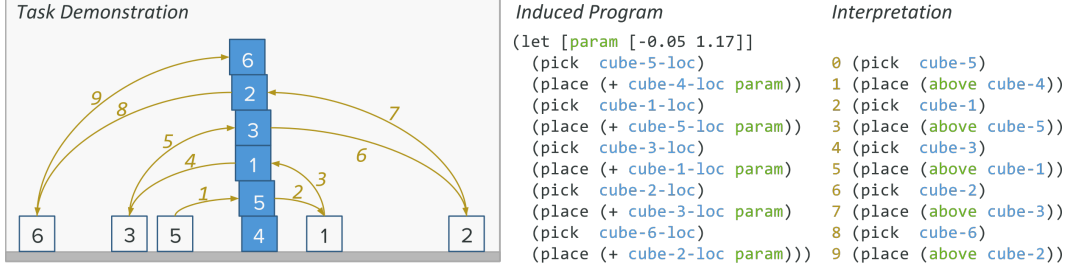 Task Demonstration
6
2
3
1
5
4
9
8
7
5
4
6
3
1
2
6
3
5
1
2
Induced Program
(let [param [-0.05 1.17]]
(pick cube-5-loc)
(place (+ cube-4-loc param))
(pick cube-1-loc)
(place (+ cube-5-loc param))
(pick cube-3-loc)
(place (+ cube-1-loc param)
(pick cube-2-loc)
(place (+ cube-3-loc param)
(pick cube-6-loc)
(place (+ cube-2-loc param)))
Interpretation
0 (pick cube-5)
1 (place (above cube-4))
2 (pick cube-1)
3 (place (above cube-5))
4 (pick cube-3)
5 (place (above cube-1))
6 (pick cube-2)
7 (place (above cube-3))
8 (pick cube-6)
9 (place (above cube-2))